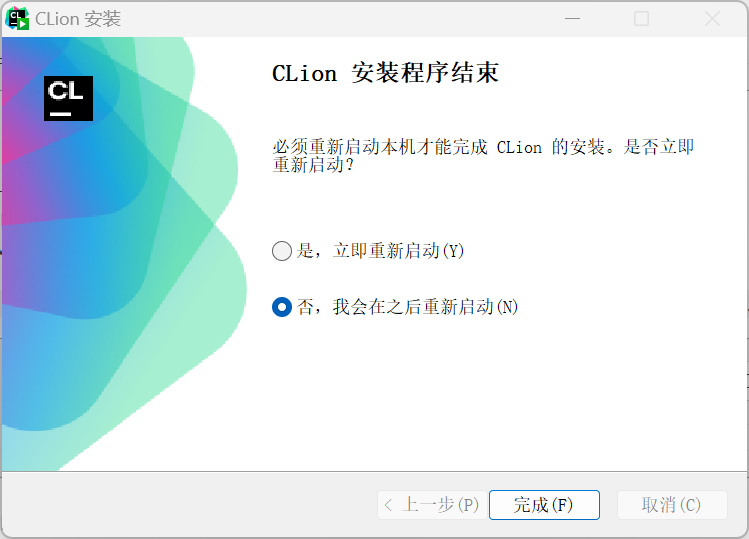 CLion 安装
CL
CLion 安装程序结束
必须重新启动本机才能完成 CLion 的安装。是否立即
重新启动？
是，立即重新启动(Y)
否，我会在之后重新启动(N)
< 上一步(P)
完成(F)
取消(C)